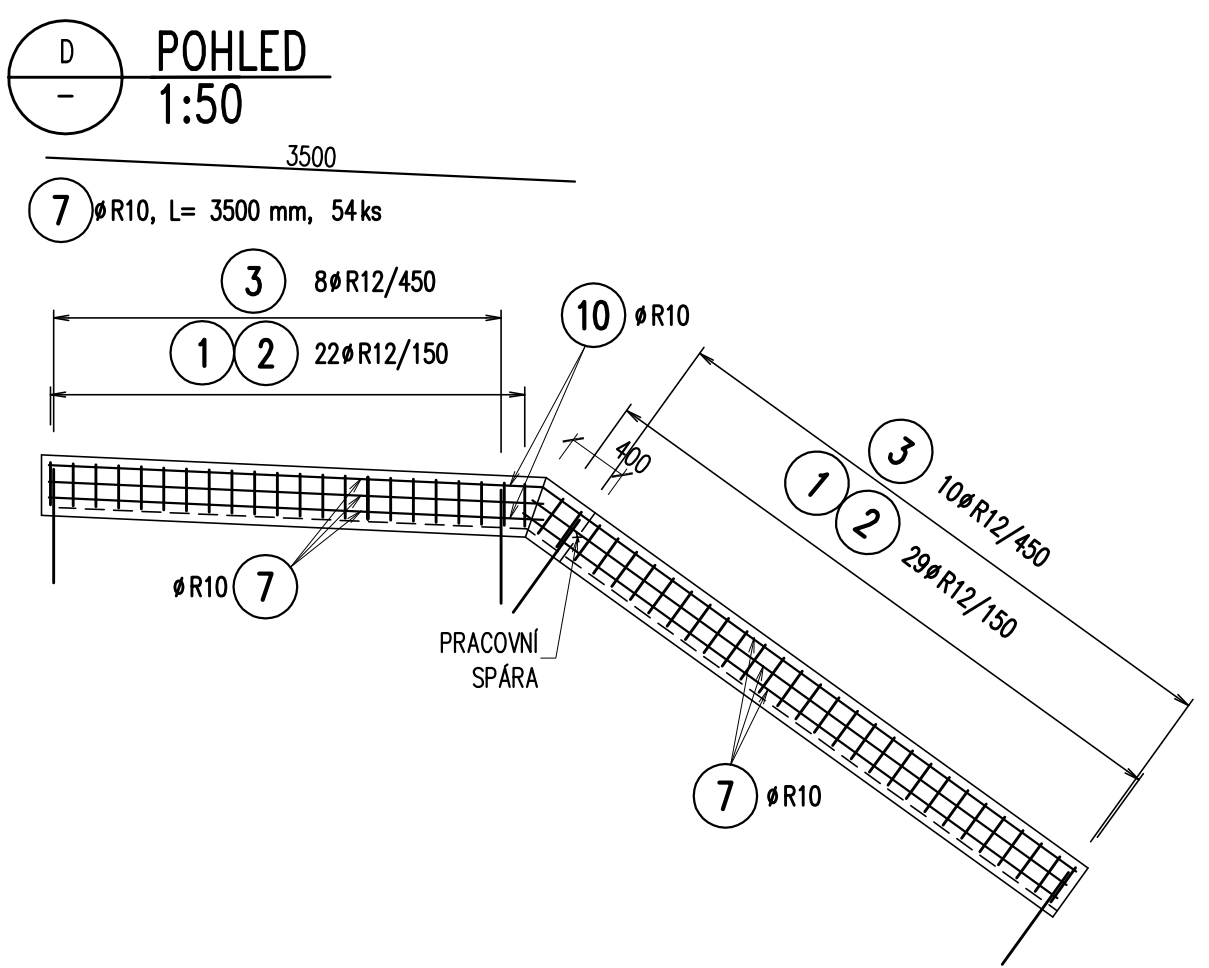 D
POHLED
–
1:50
3500
7 øR10, L= 3500 mm, 54ks
3 8øR12/450
10 øR10
1 2 22øR12/150
400
3 10øR12/450
1 2 29øR12/150
øR10 7
PRACOVNÍ
SPÁRA
7 øR10